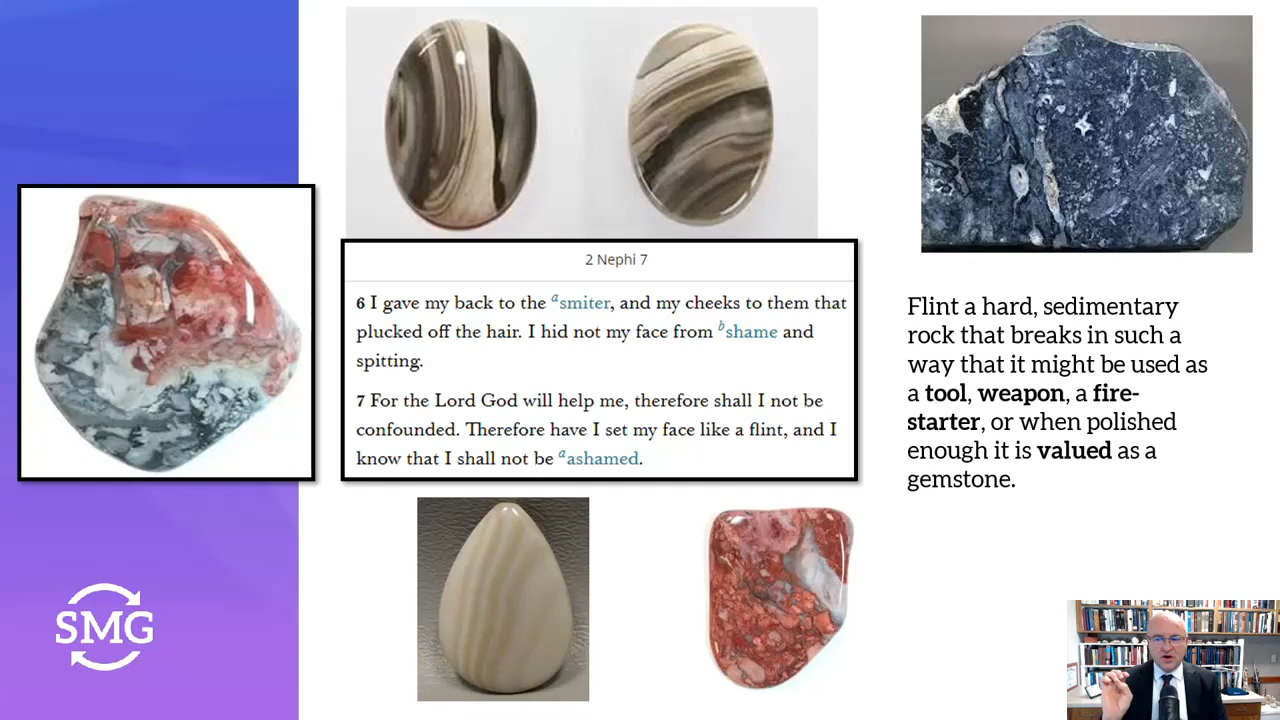 2 Nephi 7
6 I gave my back to the ᵃsmiter, and my cheeks to them that
plucked off the hair. I hid not my face from ᵇshame and
spitting.
7 For the Lord God will help me, therefore shall I not be
confounded. Therefore have I set my face like a flint, and I
know that I shall not be ᵃashamed.
Flint a hard, sedimentary
rock that breaks in such a
way that it might be used as
a tool, weapon, a fire-
starter, or when polished
enough it is valued as a
gemstone.
SMG